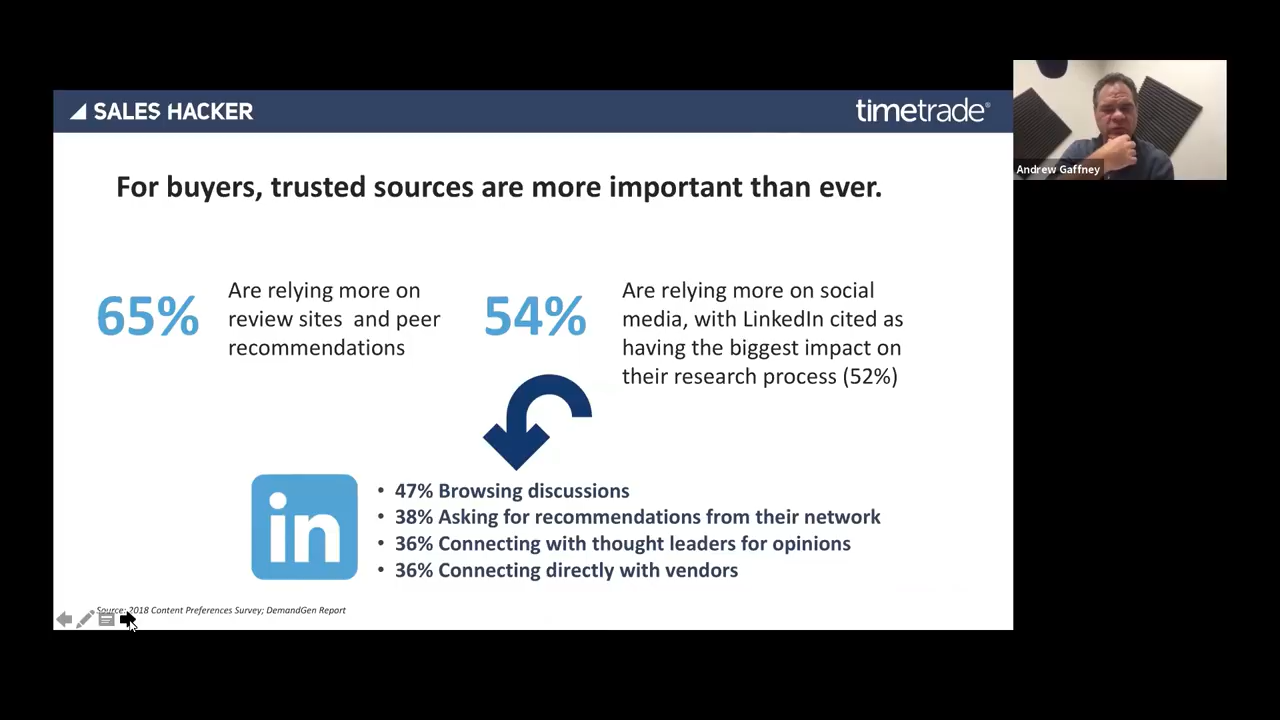 SALES HACKER
timetrade®
For buyers, trusted sources are more important than ever.
65%
Are relying more on
review sites and peer
recommendations
54%
Are relying more on social
media, with LinkedIn cited as
having the biggest impact on
their research process (52%)
in
• 47% Browsing discussions
• 38% Asking for recommendations from their network
• 36% Connecting with thought leaders for opinions
• 36% Connecting directly with vendors
Source: 2018 Content Preferences Survey; DemandGen Report
Andrew Gaffney